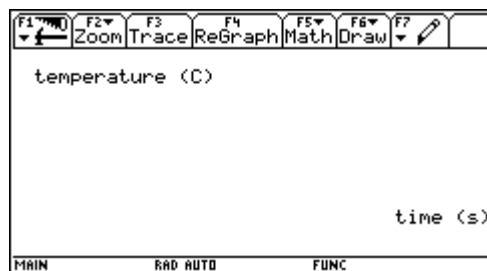 F1 F2 Zoom F3 Trace F4 ReGraph F5 Math F6 Draw F7
temperature (C)
time (s)
MAIN RAD AUTO FUNC